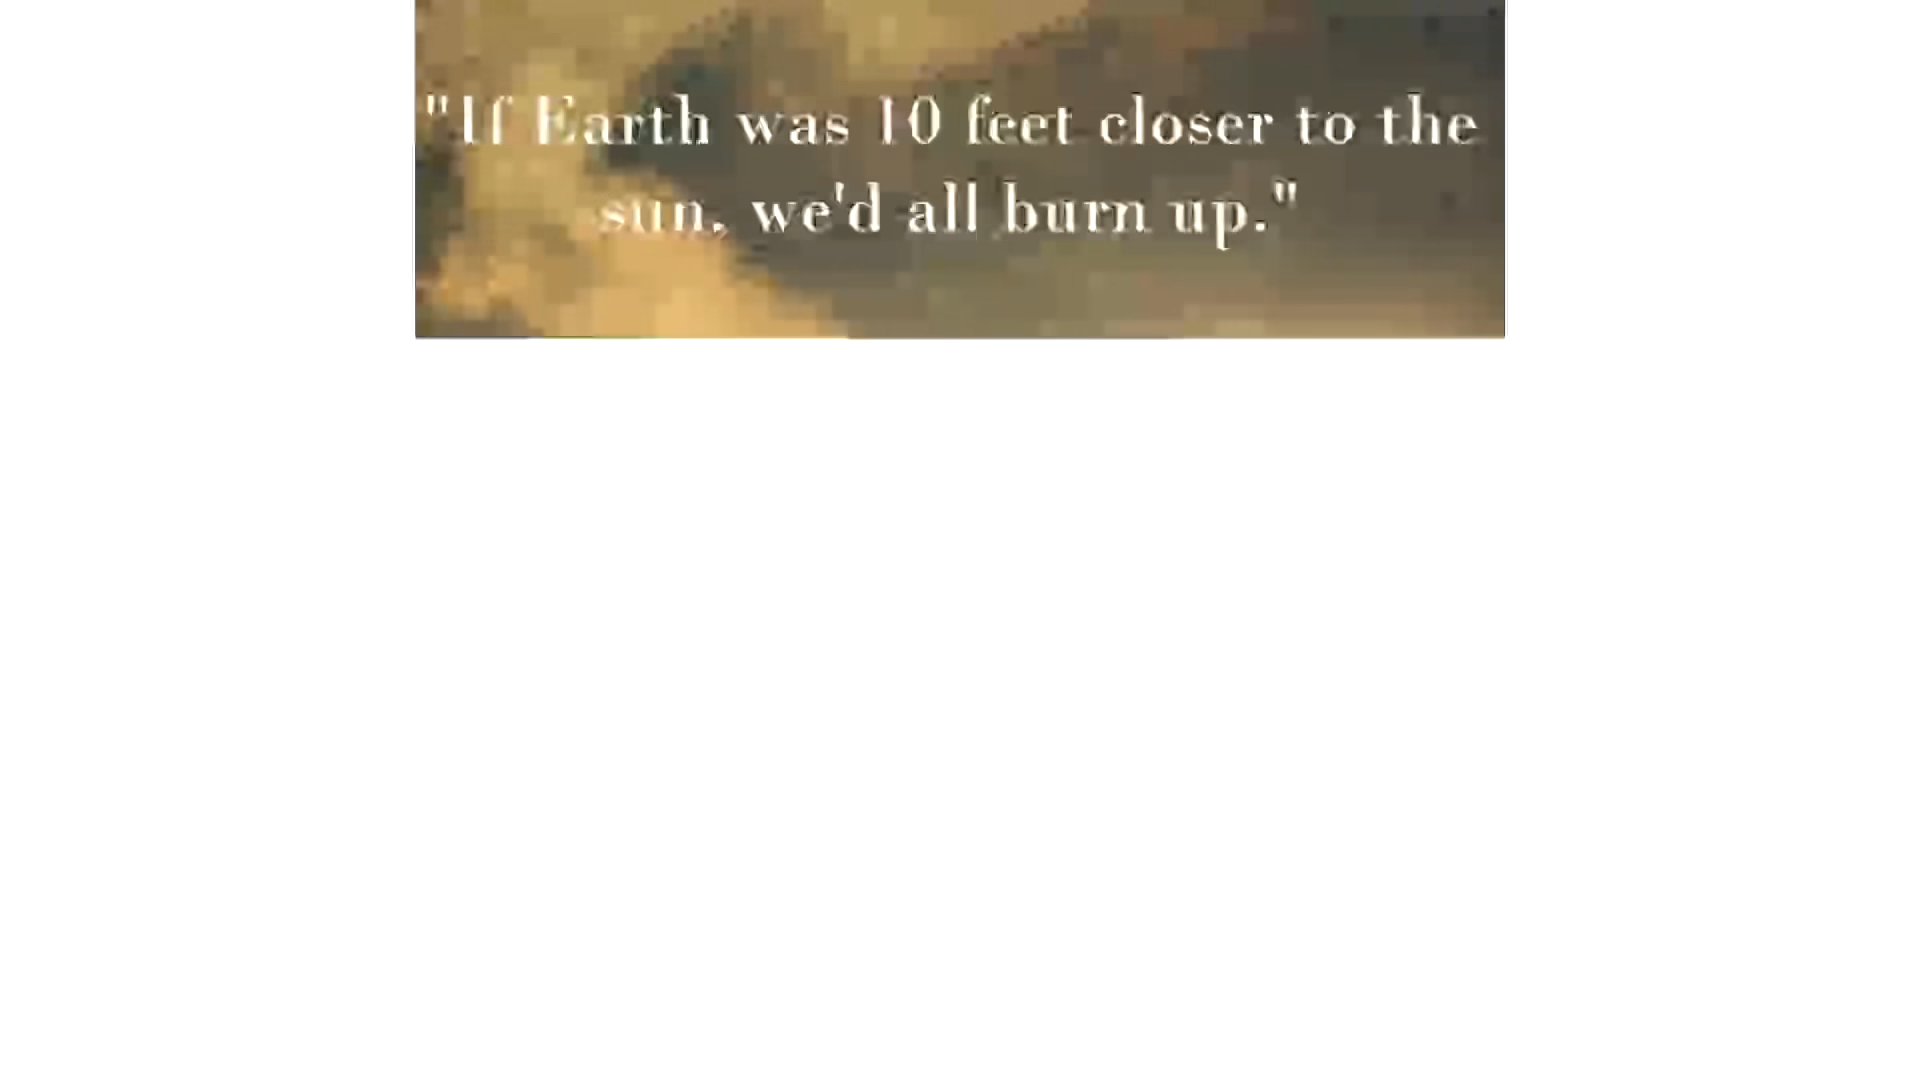 "If Earth was 10 feet closer to the
sun, we'd all burn up."